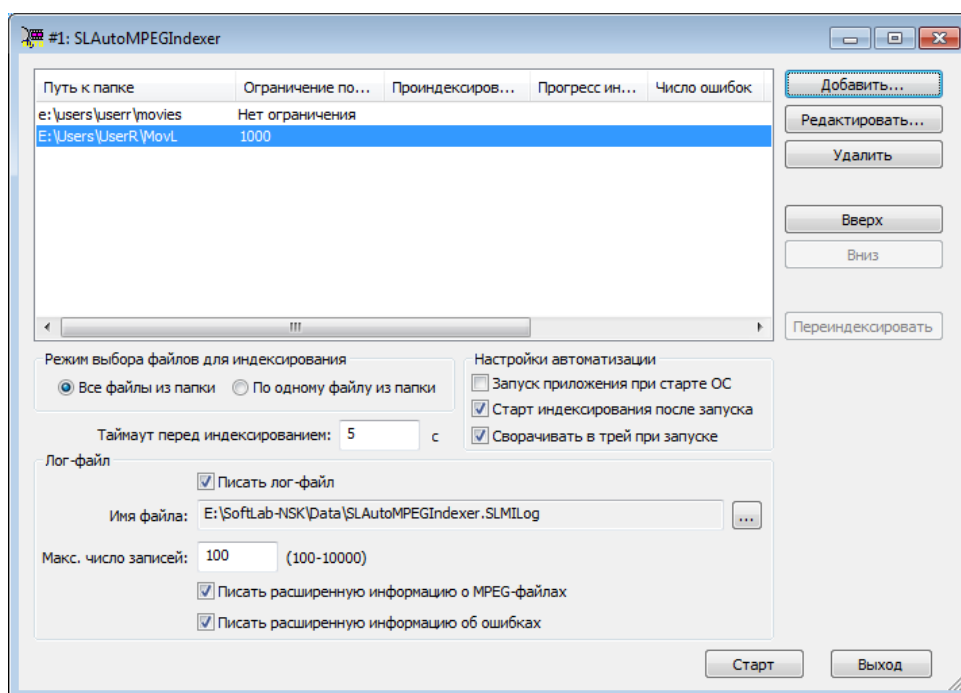 #1: SLAutoMPEGIndexer
Путь к папке Ограничение по... Проиндексиров... Прогресс ин... Число ошибок
e:\users\userr\movies Нет ограничения
E:\Users\UserR\MovL 1000
Добавить...
Редактировать...
Удалить
Вверх
Вниз
Переиндексировать
Режим выбора файлов для индексирования
Все файлы из папки По одному файлу из папки
Таймаут перед индексированием: 5 с
Настройки автоматизации
Запуск приложения при старте ОС
Старт индексирования после запуска
Сворачивать в трей при запуске
Лог-файл
Писать лог-файл
Имя файла: E:\SoftLab-NSK\Data\SLAutoMPEGIndexer.SLMILog ...
Макс. число записей: 100 (100-10000)
Писать расширенную информацию о MPEG-файлах
Писать расширенную информацию об ошибках
Старт Выход